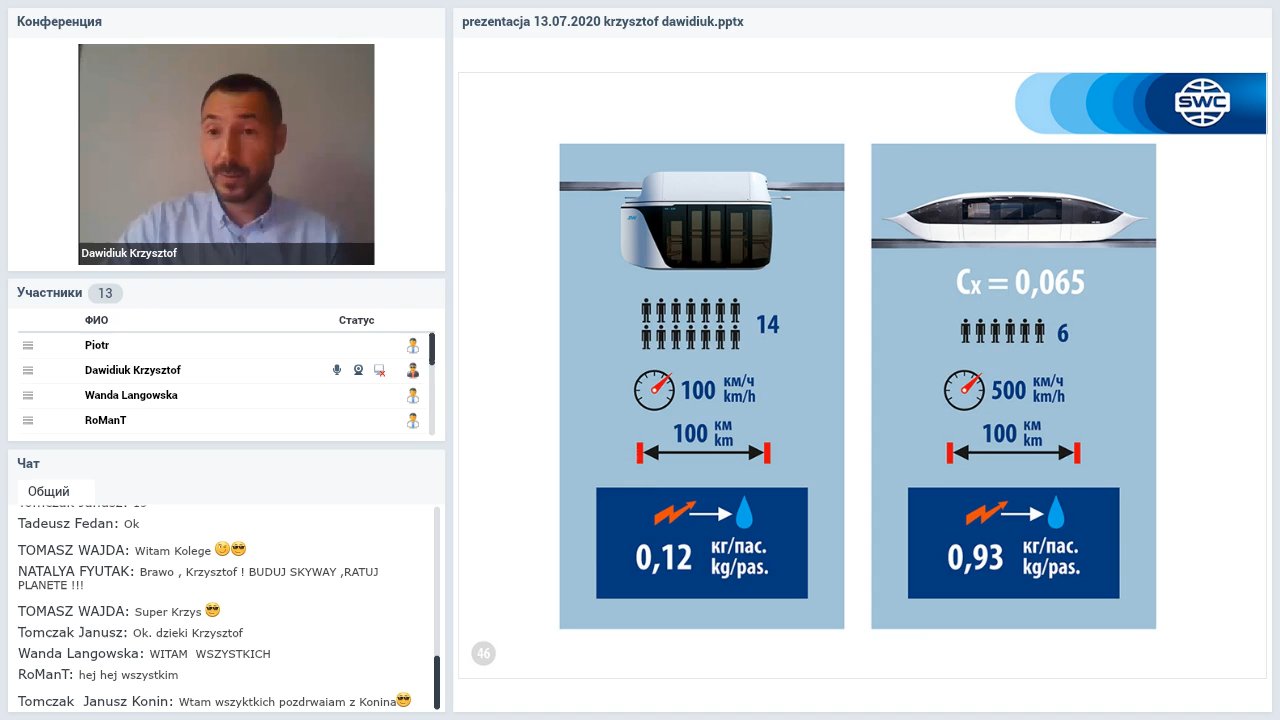 Конференция
Dawidiuk Krzysztof
Участники 13
ФИО Статус
Piotr
Dawidiuk Krzysztof
Wanda Langowska
RoManT
Чат
Общий
Tadeusz Fedan: Ok
TOMASZ WAJDA: Witam Kolege
NATALYA FYUTAK: Brawo , Krzysztof ! BUDUJ SKYWAY ,RATUJ
PLANETE !!!
TOMASZ WAJDA: Super Krzys
Tomczak Janusz: Ok. dzieki Krzysztof
Wanda Langowska: WITAM WSZYSTKICH
RoManT: hej hej wszystkim
Tomczak Janusz Konin: Wtam wszyktkich pozdrwaiam z Konina
prezentacja 13.07.2020 krzysztof dawidiuk.pptx
SWC
14
100 км/ч
km/h
100 км
km
0,12 кг/пас.
kg/pas.
Cx = 0,065
6
500 км/ч
km/h
100 км
km
0,93 кг/пас.
kg/pas.
46